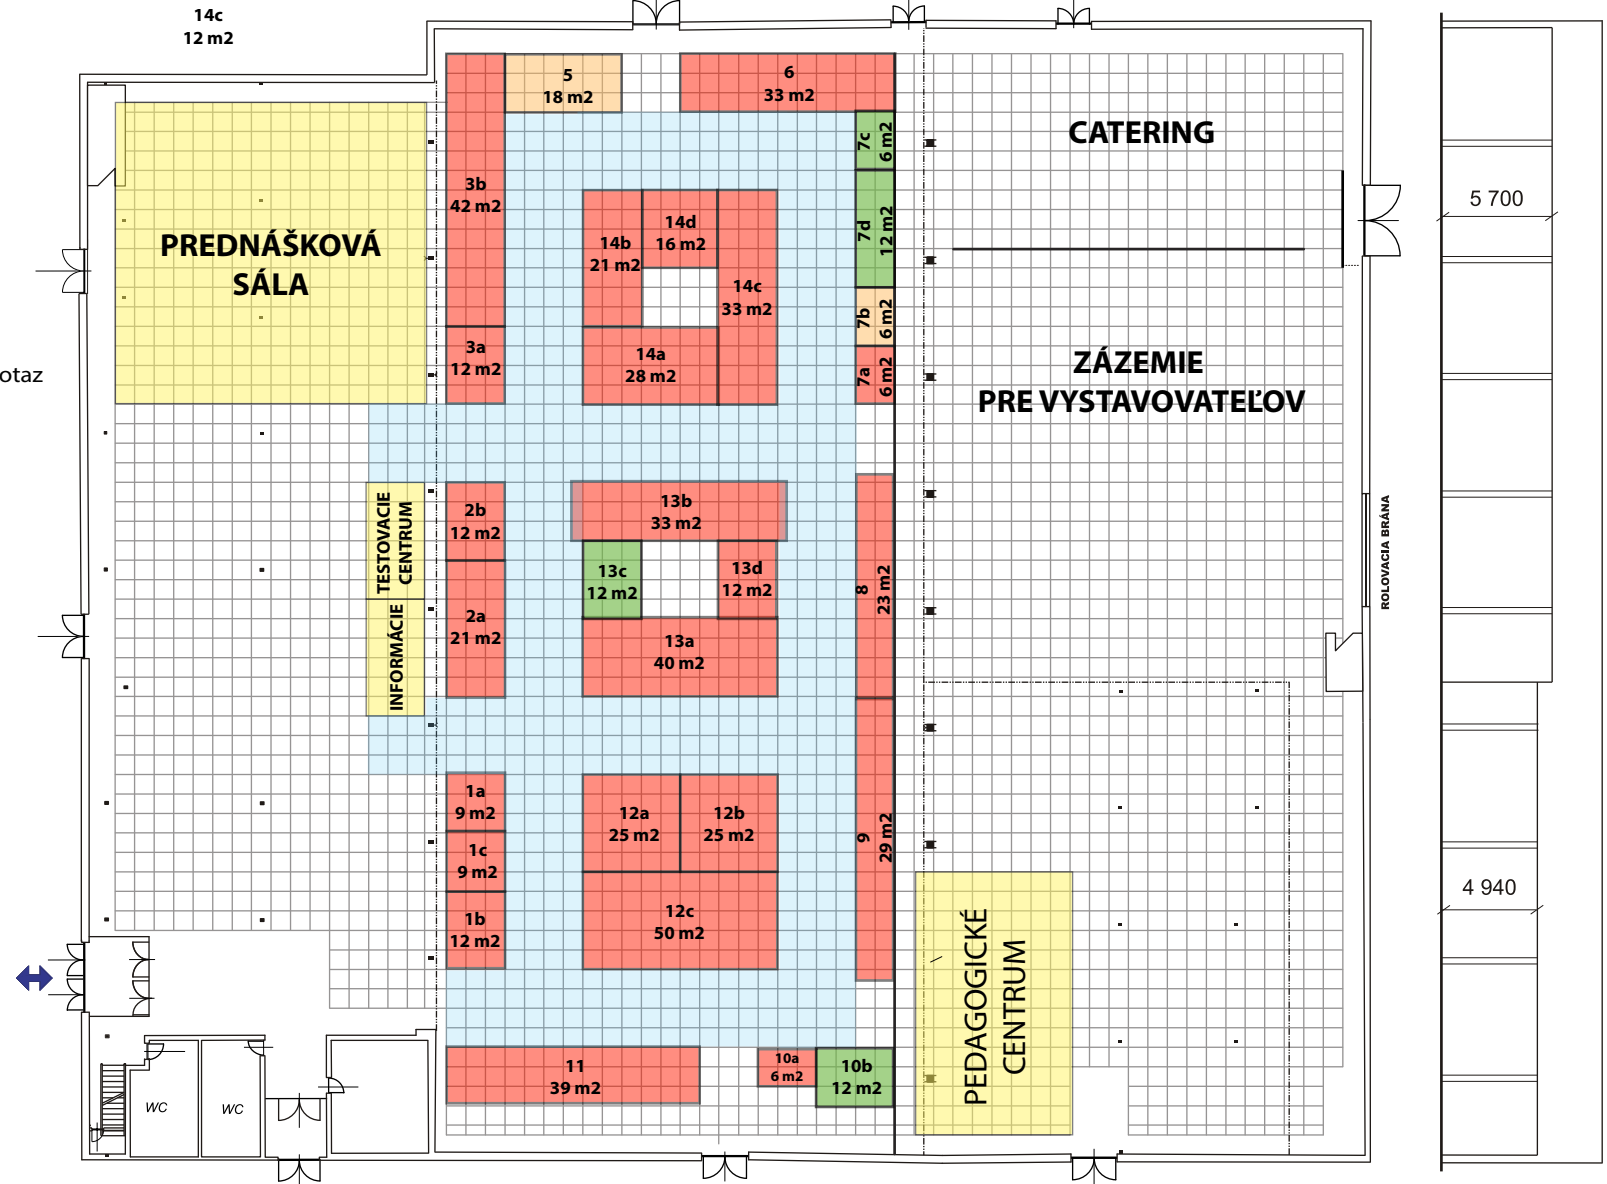 14c
12 m2
5
18 m2
6
33 m2
7c
6 m2
CATERING
3b
42 m2
7d
12 m2
5 700
14d
16 m2
14b
21 m2
PREDNÁŠKOVÁ
SÁLA
14c
33 m2
7b
6 m2
3a
12 m2
14a
28 m2
7a
6 m2
ZÁZEMIE
PRE VYSTAVOVATEĽOV
otaz
TESTOVACIE
CENTRUM
2b
12 m2
13b
33 m2
ROLOVACIA BRÁNA
13c
12 m2
13d
12 m2
8
23 m2
INFORMÁCIE
2a
21 m2
13a
40 m2
1a
9 m2
12a
25 m2
12b
25 m2
9
29 m2
1c
9 m2
4 940
1b
12 m2
12c
50 m2
PEDAGOGICKÉ
CENTRUM
11
39 m2
10a
6 m2
10b
12 m2
WC
WC